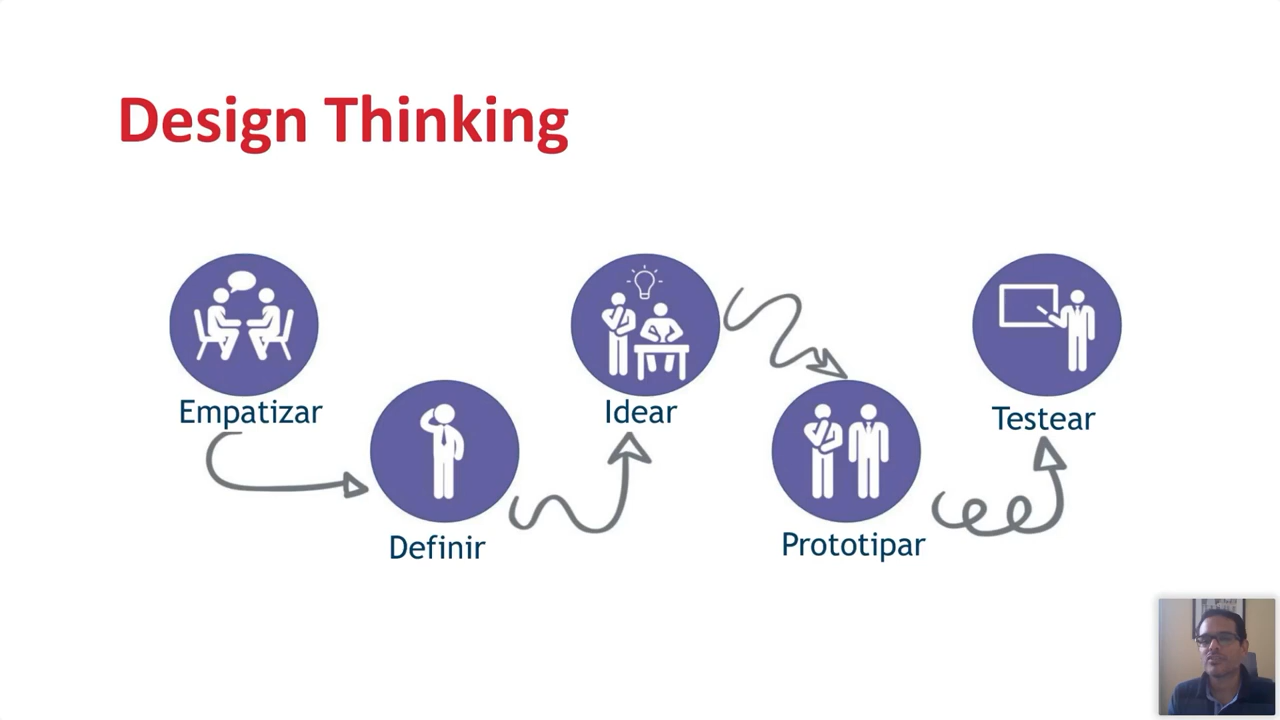 Design Thinking
Empatizar
Definir
Idear
Prototipar
Testear